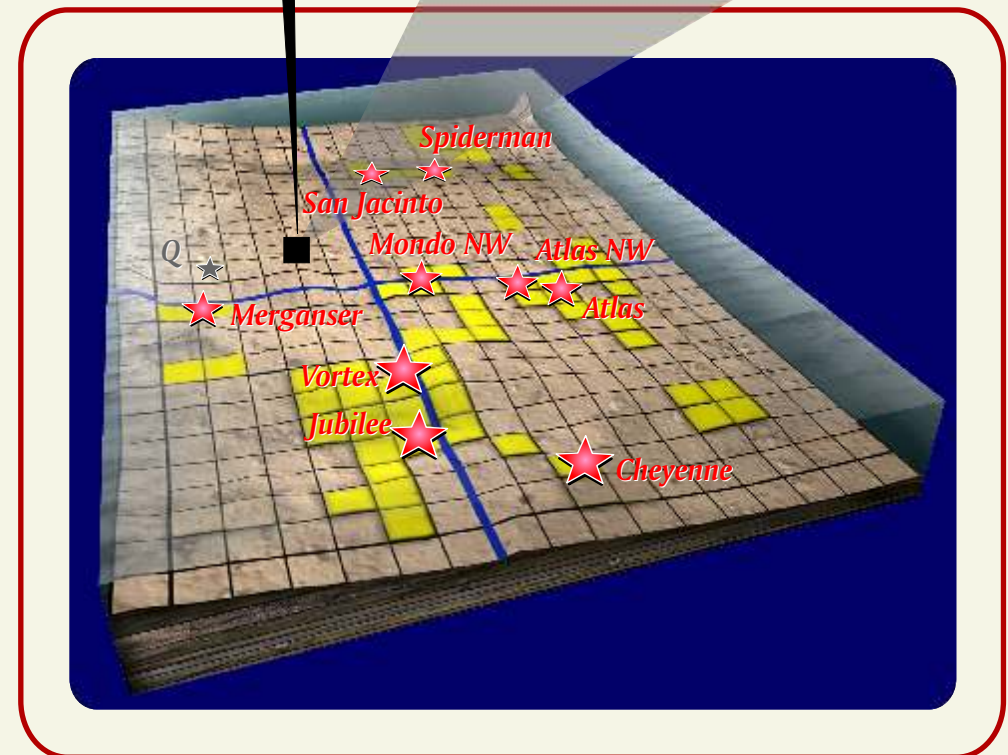 Spiderman
San Jacinto
Q
Mondo NW
Atlas NW
Merganser
Atlas
Vortex
Jubilee
Cheyenne